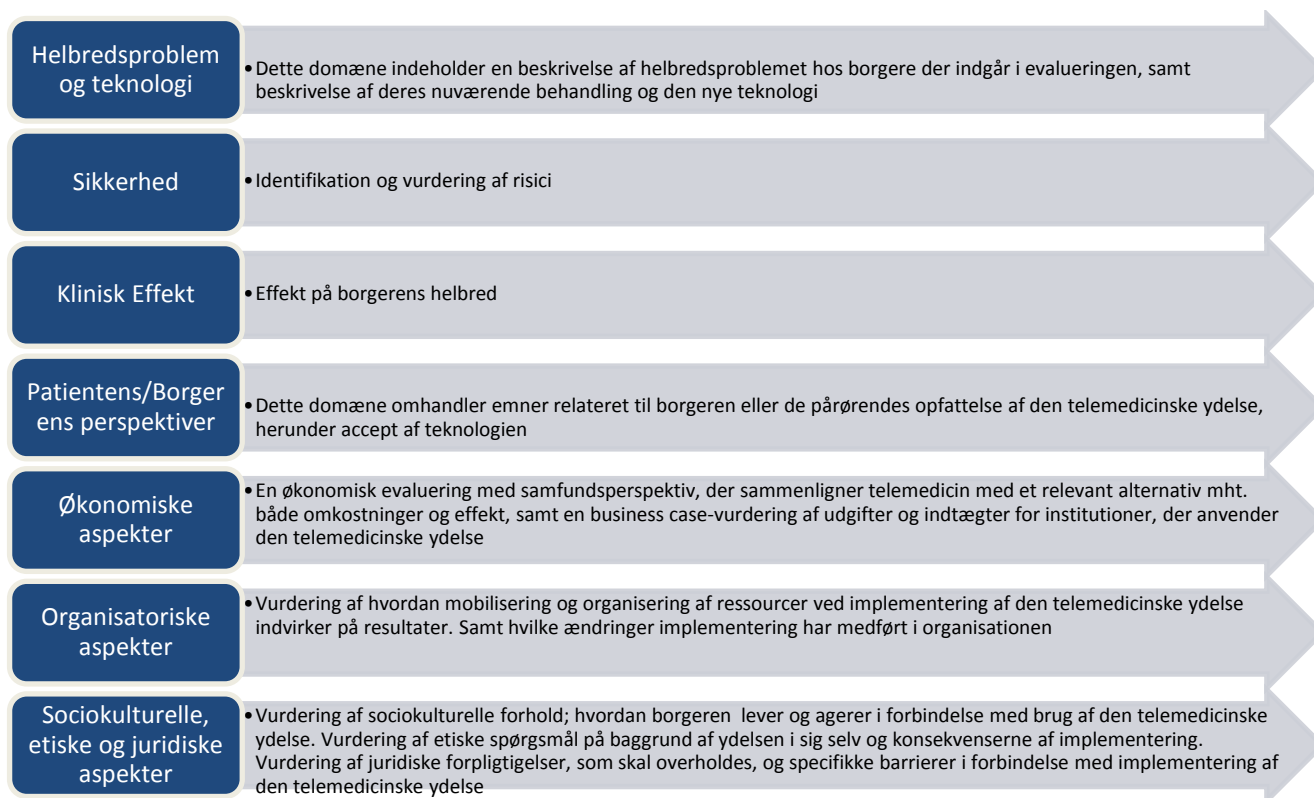 Helbredsproblem
og teknologi
•Dette domæne indeholder en beskrivelse af helbredsproblemet hos borgere der indgår i evalueringen, samt
beskrivelse af deres nuværende behandling og den nye teknologi
Sikkerhed
•Identifikation og vurdering af risici
Klinisk Effekt
•Effekt på borgerens helbred
Patientens/Borger
ens perspektiver
•Dette domæne omhandler emner relateret til borgeren eller de pårørendes opfattelse af den telemedicinske ydelse,
herunder accept af teknologien
Økonomiske
aspekter
•En økonomisk evaluering med samfundsperspektiv, der sammenligner telemedicin med et relevant alternativ mht.
både omkostninger og effekt, samt en business case-vurdering af udgifter og indtægter for institutioner, der anvender
den telemedicinske ydelse
Organisatoriske
aspekter
•Vurdering af hvordan mobilisering og organisering af ressourcer ved implementering af den telemedicinske ydelse
indvirker på resultater. Samt hvilke ændringer implementering har medført i organisationen
Sociokulturelle,
etiske og juridiske
aspekter
•Vurdering af sociokulturelle forhold; hvordan borgeren lever og agerer i forbindelse med brug af den telemedicinske
ydelse. Vurdering af etiske spørgsmål på baggrund af ydelsen i sig selv og konsekvenserne af implementering.
Vurdering af juridiske forpligtigelser, som skal overholdes, og specifikke barrierer i forbindelse med implementering af
den telemedicinske ydelse